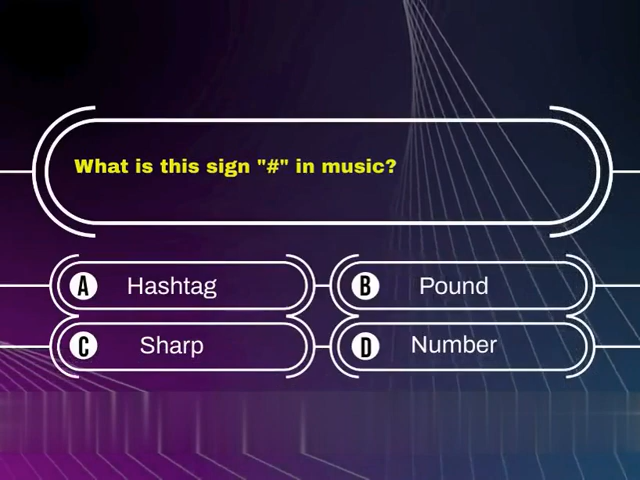 What is this sign "#" in music?
A Hashtag
B Pound
C Sharp
D Number